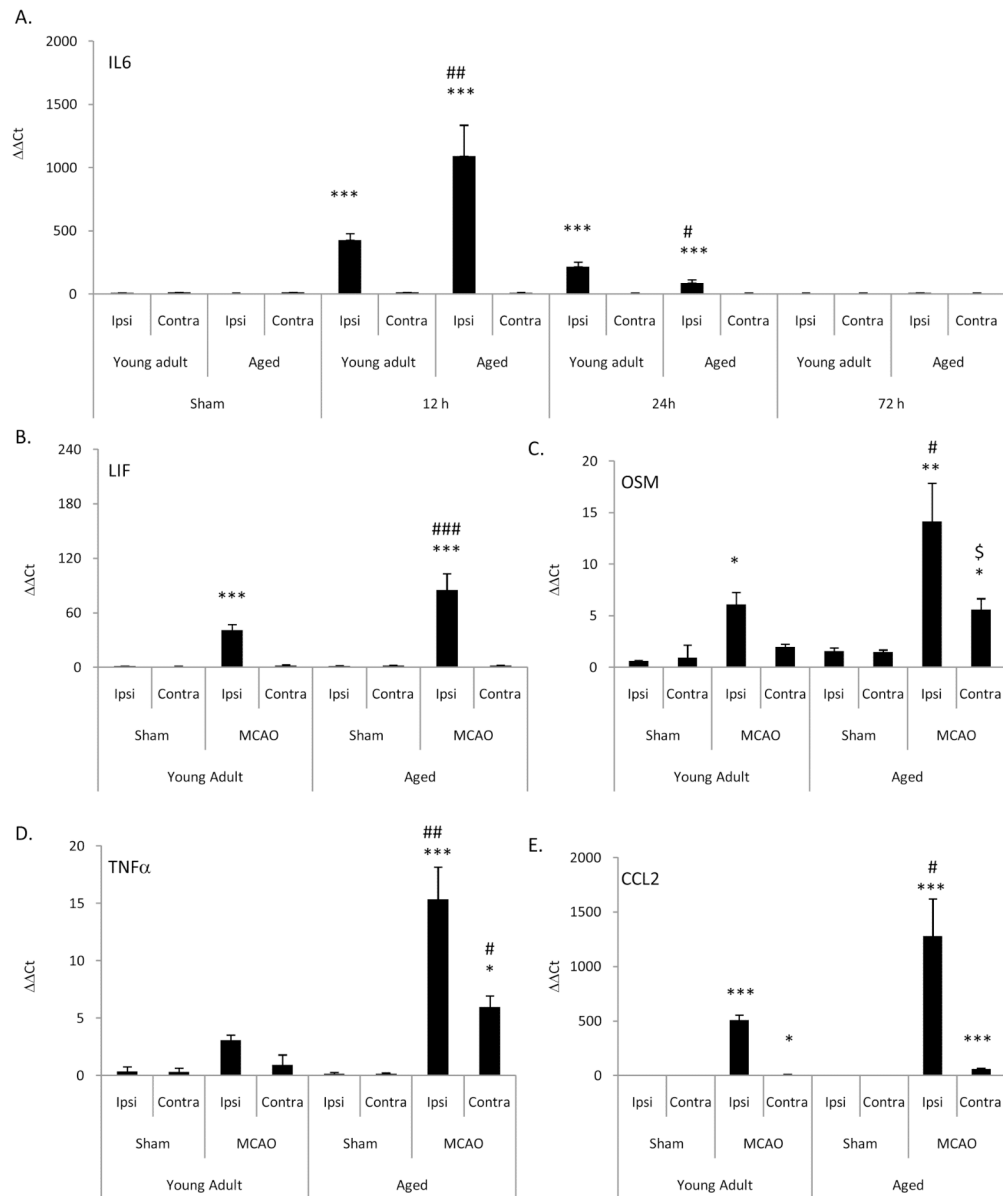 A.
2000
IL6
##
***
1500
ΔΔCt
1000
***
***
#
***
500
0
Ipsi Contra Ipsi Contra Ipsi Contra Ipsi Contra Ipsi Contra Ipsi Contra Ipsi Contra Ipsi Contra
Young adult Aged Young adult Aged Young adult Aged Young adult Aged
Sham 12 h 24h 72 h
B.
240
LIF
180
ΔΔCt
120
###
***
***
60
0
Ipsi Contra Ipsi Contra Ipsi Contra Ipsi Contra
Sham MCAO Sham MCAO
Young Adult Aged
C.
20
OSM
#
**
15
ΔΔCt
10
*
$
*
5
0
Ipsi Contra Ipsi Contra Ipsi Contra Ipsi Contra
Sham MCAO Sham MCAO
Young Adult Aged
D.
20
TNFα
##
***
15
ΔΔCt
10
#
*
5
0
Ipsi Contra Ipsi Contra Ipsi Contra Ipsi Contra
Sham MCAO Sham MCAO
Young Adult Aged
E.
2000
CCL2
#
***
1500
ΔΔCt
1000
***
500
*
***
0
Ipsi Contra Ipsi Contra Ipsi Contra Ipsi Contra
Sham MCAO Sham MCAO
Young Adult Aged